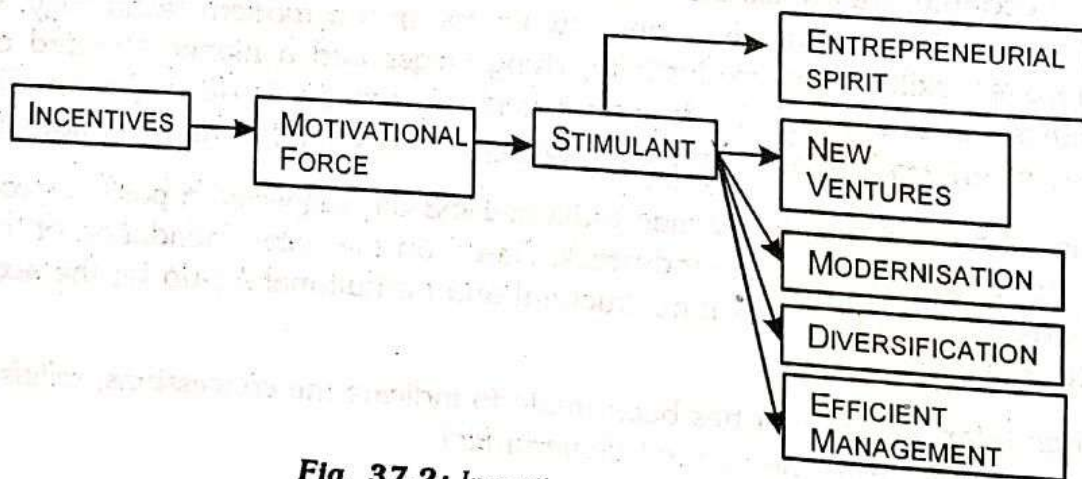 INCENTIVES
MOTIVATIONAL
FORCE
STIMULANT
ENTREPRENEURIAL
SPIRIT
NEW
VENTURES
MODERNISATION
DIVERSIFICATION
EFFICIENT
MANAGEMENT
Fig. 37.2: